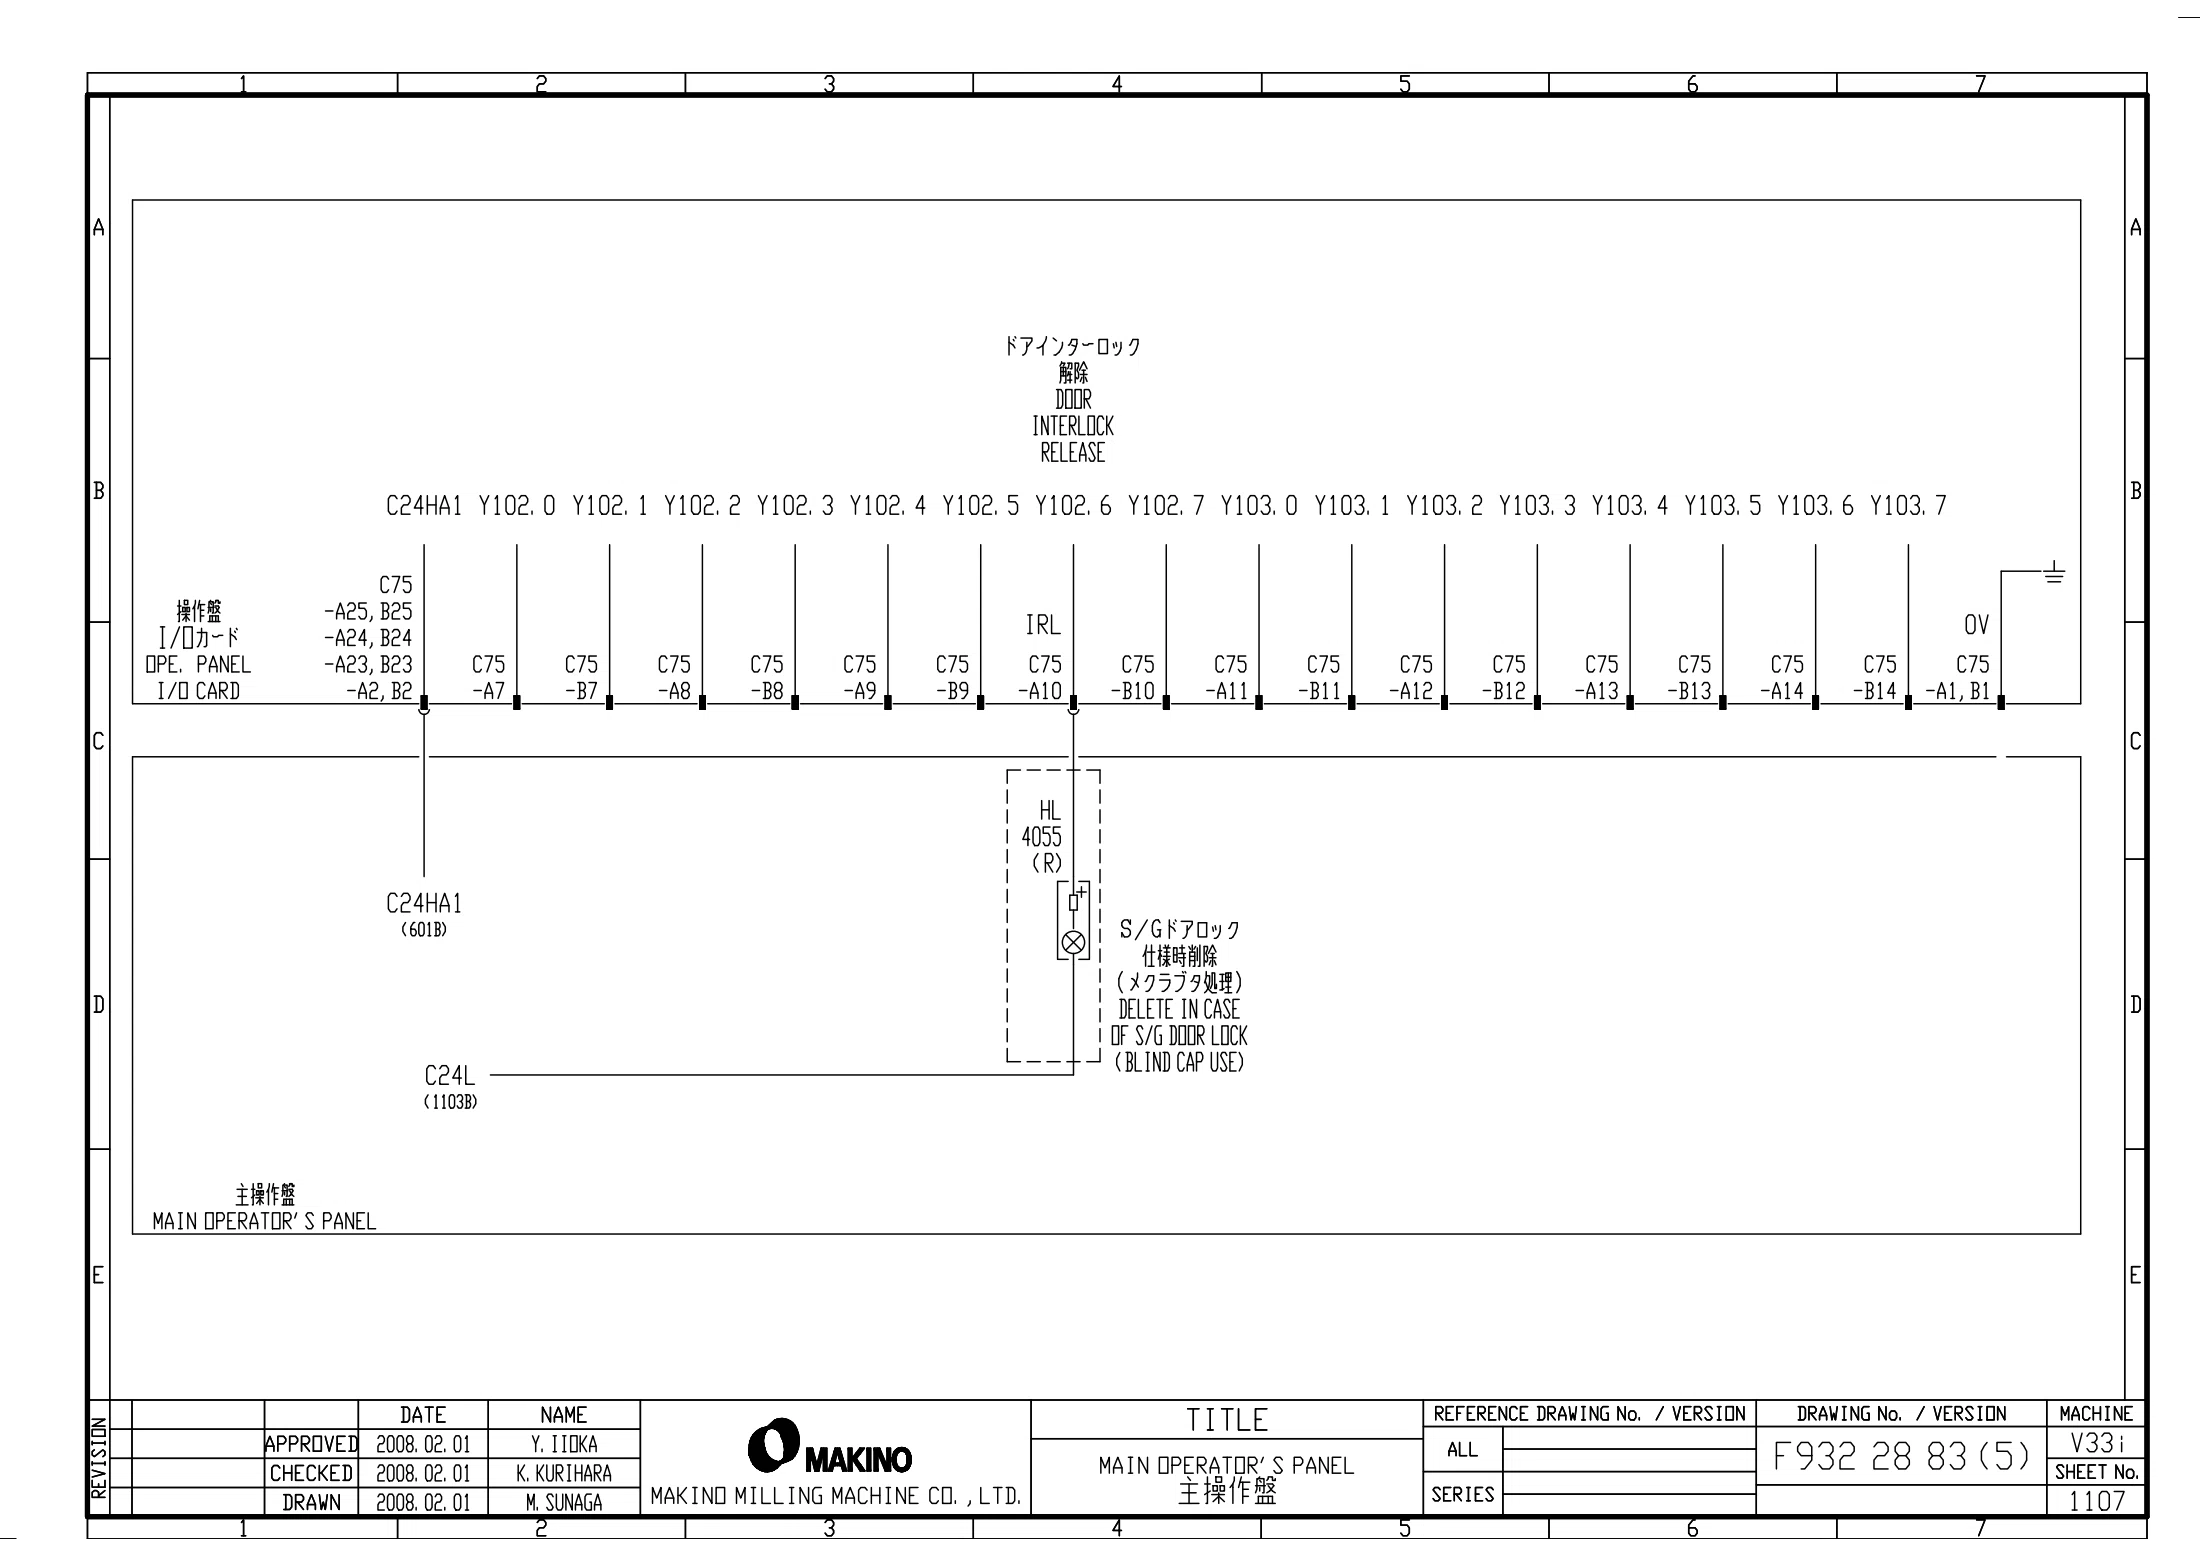 1 2 3 4 5 6 7
A A
ドアインターロック
解除
DOOR
INTERLOCK
RELEASE
B B
C24HA1 Y102.0 Y102.1 Y102.2 Y102.3 Y102.4 Y102.5 Y102.6 Y102.7 Y103.0 Y103.1 Y103.2 Y103.3 Y103.4 Y103.5 Y103.6 Y103.7
操作盤
I/Oカード
OPE. PANEL
I/O CARD
C75
-A25,B25
-A24,B24
-A23,B23
-A2,B2
IRL 0V
C75 C75 C75 C75 C75 C75 C75 C75 C75 C75 C75 C75 C75 C75 C75 C75 C75
-A7 -B7 -A8 -B8 -A9 -B9 -A10 -B10 -A11 -B11 -A12 -B12 -A13 -B13 -A14 -B14 -A1,B1
C C
HL
4055
(R)
+
C24HA1
(601B)
S/Gドアロック
仕様時削除
(メクラブタ処理)
DELETE IN CASE
OF S/G DOOR LOCK
(BLIND CAP USE)
D D
C24L
(1103B)
主操作盤
MAIN OPERATOR'S PANEL
E E
REVISION
DATE NAME
APPROVED 2008.02.01 Y. IIOKA
CHECKED 2008.02.01 K. KURIHARA
DRAWN 2008.02.01 M. SUNAGA
MAKINO
MAKINO MILLING MACHINE CO.,LTD.
TITLE
MAIN OPERATOR'S PANEL
主操作盤
REFERENCE DRAWING No. / VERSION
ALL
SERIES
DRAWING No. / VERSION
F932 28 83(5)
MACHINE
V33i
SHEET No.
1107
1 2 3 4 5 6 7